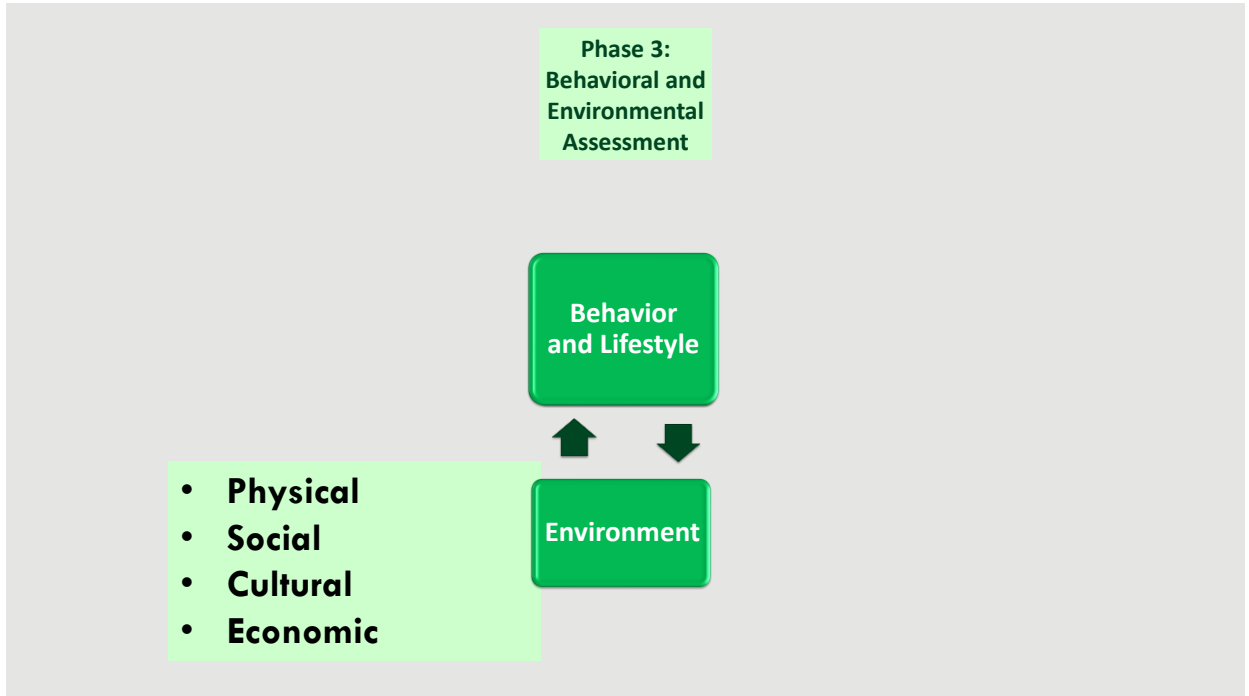 Phase 3:
Behavioral and
Environmental
Assessment
Behavior
and Lifestyle
Environment
• Physical
• Social
• Cultural
• Economic